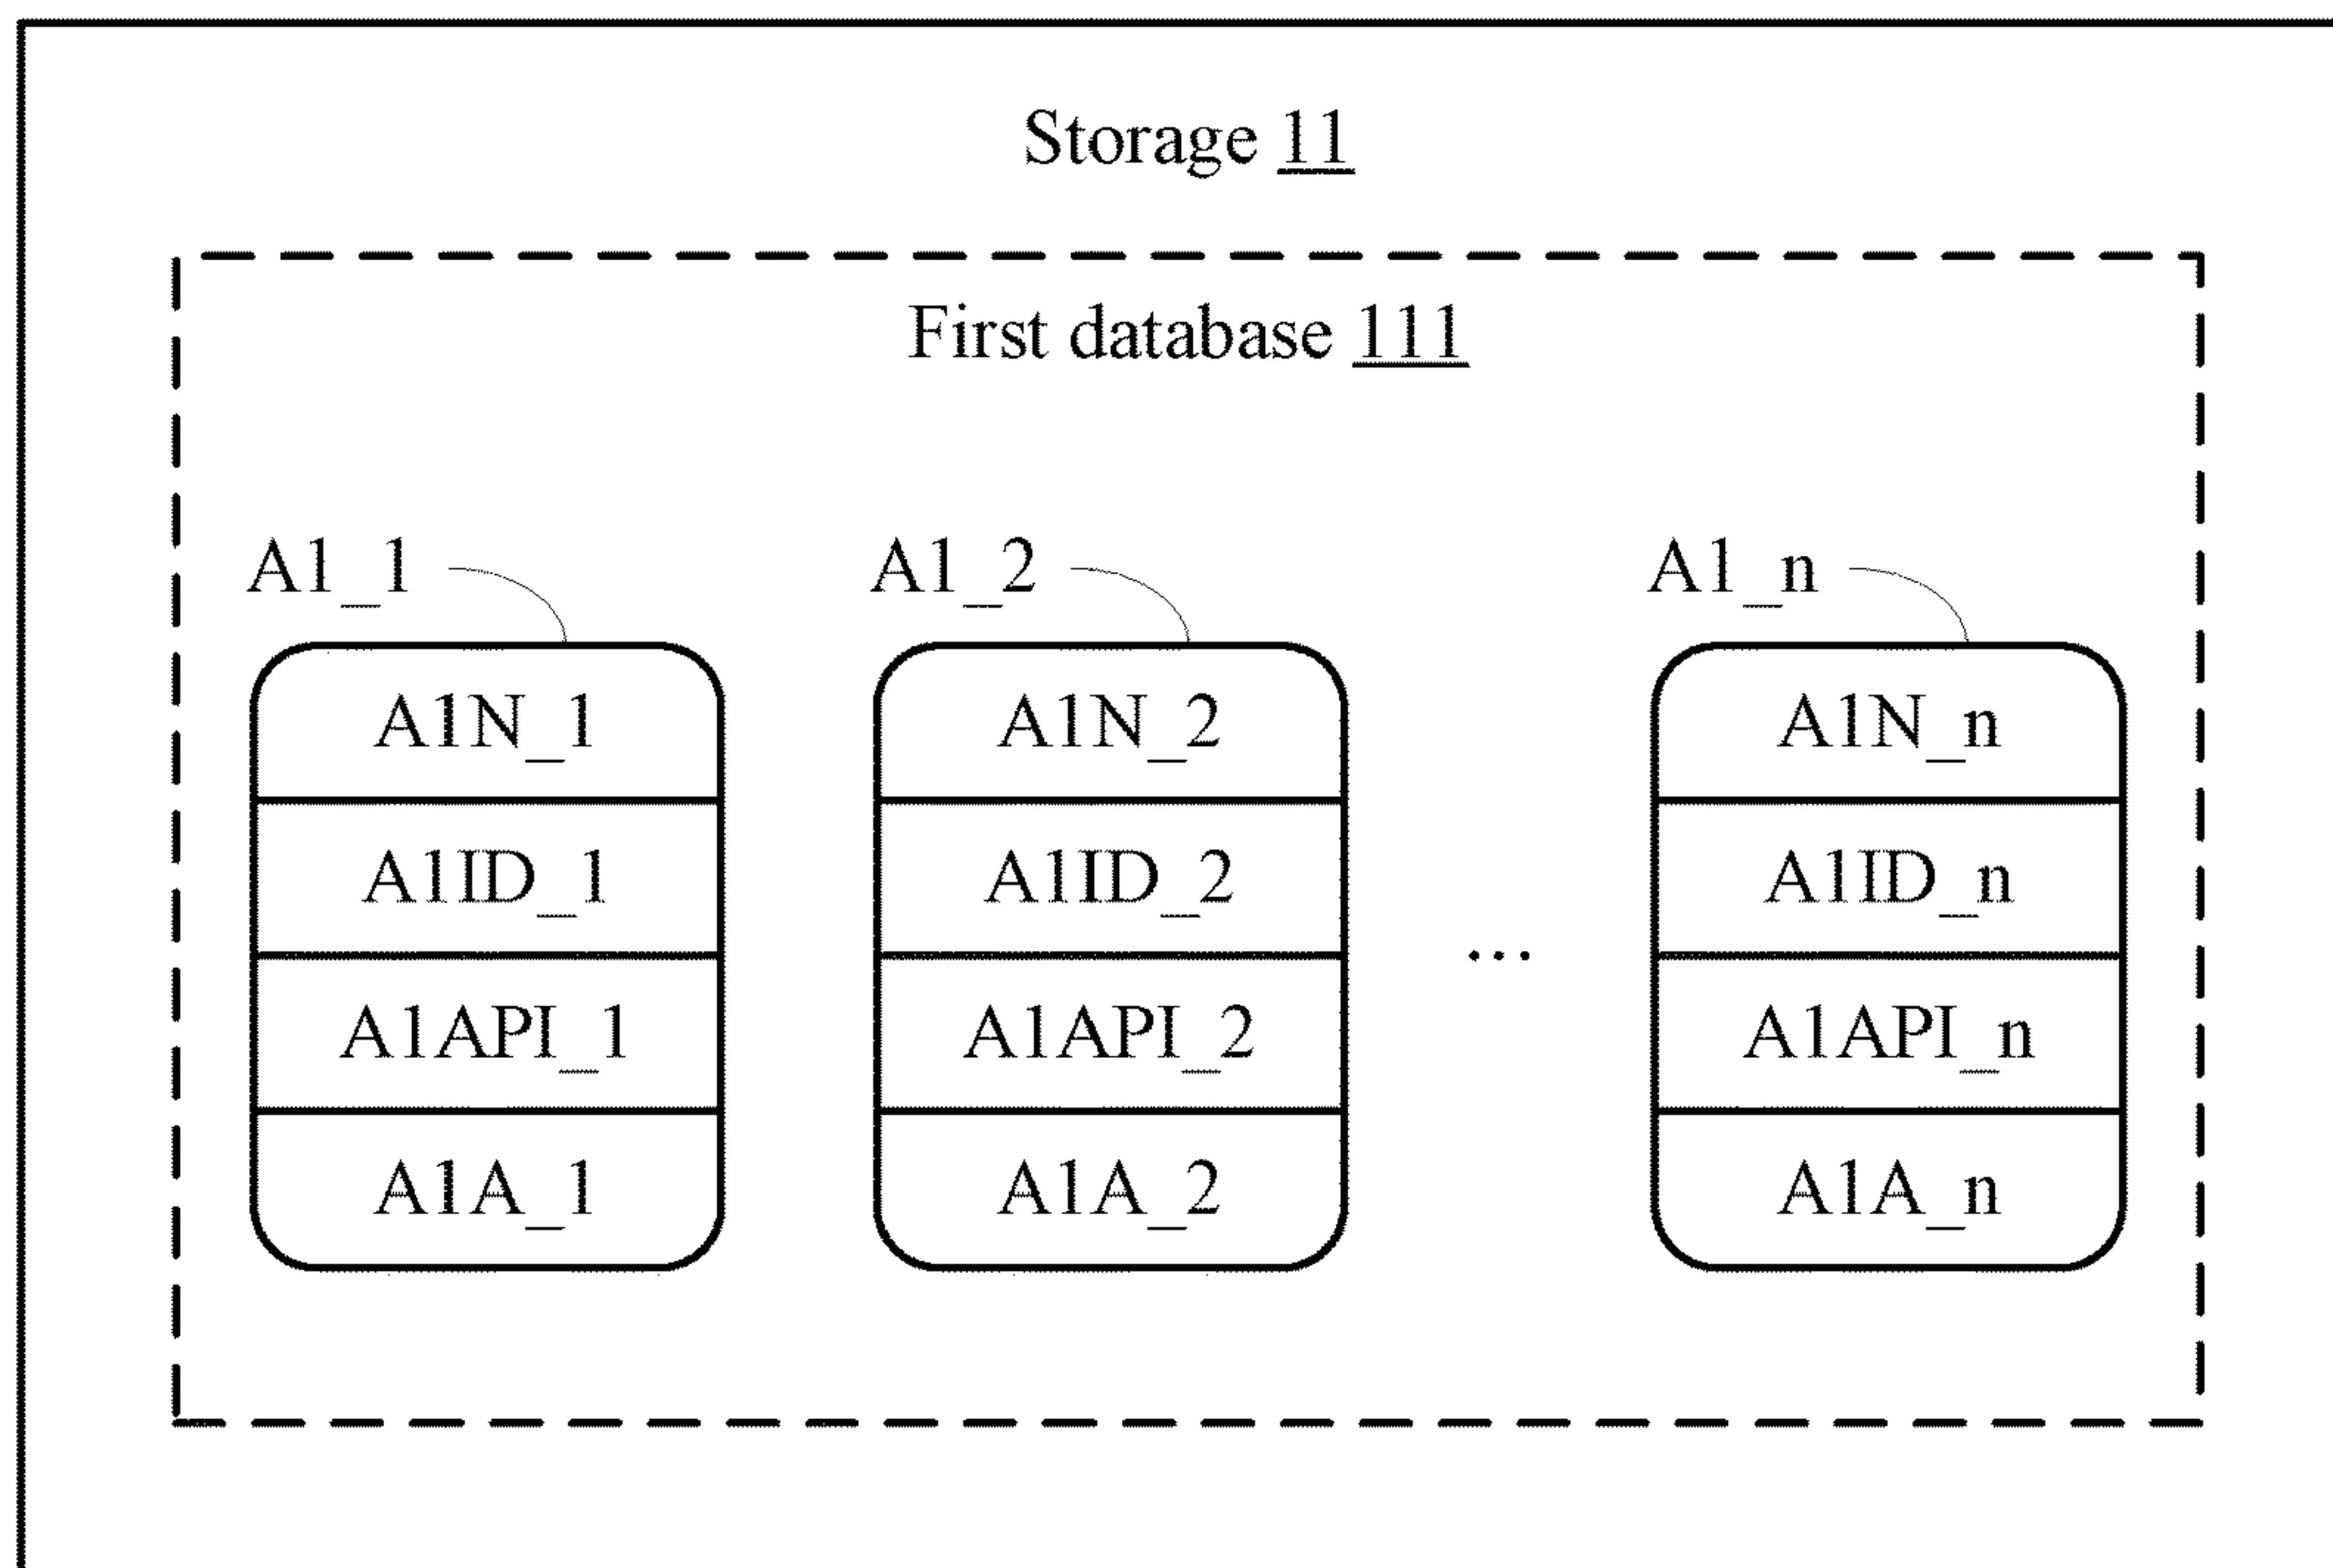 Storage 11
First database 111
A1_1 A1_2 A1_n
A1N_1 A1N_2 A1N_n
A1ID_1 A1ID_2 ... A1ID_n
A1API_1 A1API_2 A1API_n
A1A_1 A1A_2 A1A_n